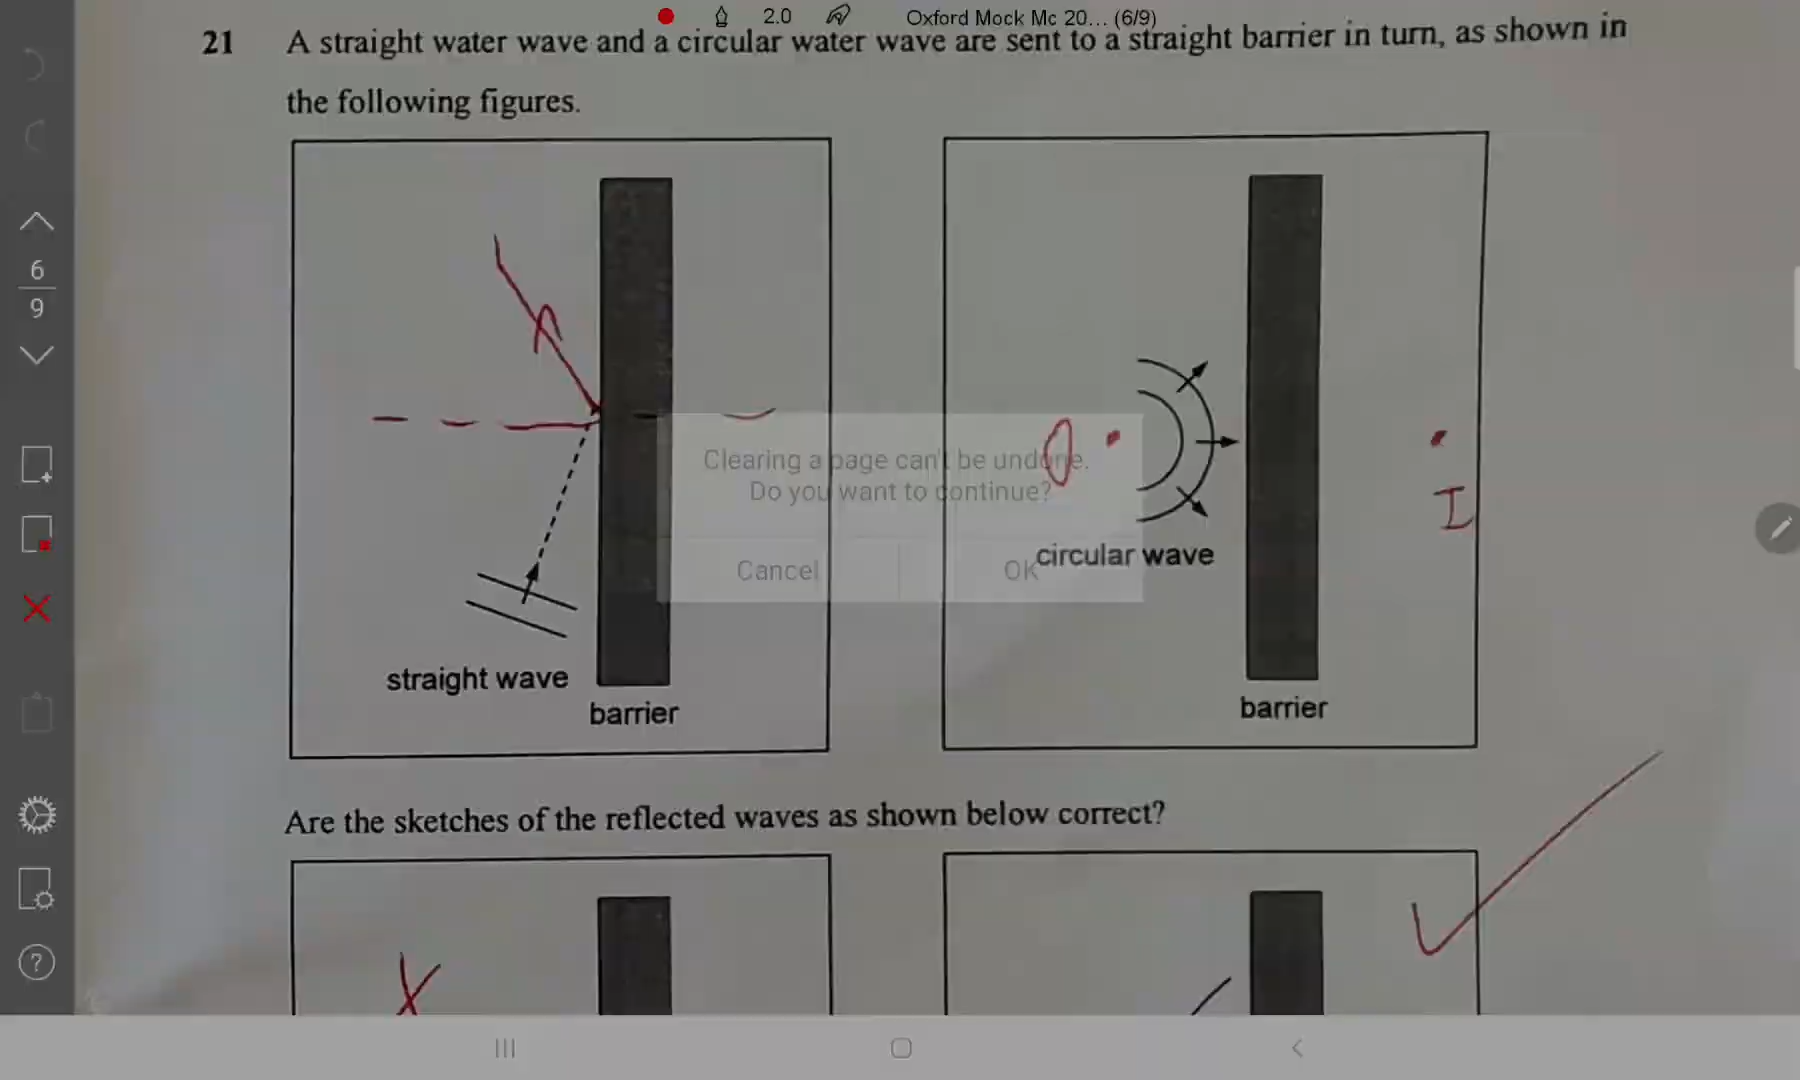 2.0 Oxford Mock Mc 20... (6/9)
21 A straight water wave and a circular water wave are sent to a straight barrier in turn, as shown in
the following figures.
6
9
O
I
Clearing a page can't be undone.
Do you want to continue?
Cancel OK
circular wave
straight wave
barrier
barrier
Are the sketches of the reflected waves as shown below correct?
?